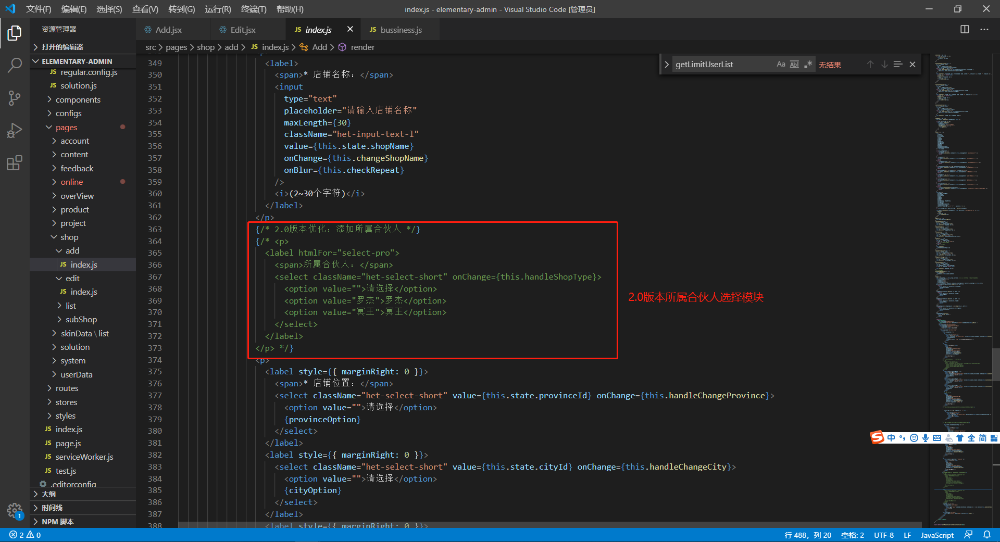 文件(F) 编辑(E) 选择(S) 查看(V) 转到(G) 运行(R) 终端(T) 帮助(H) index.js - elementary-admin - Visual Studio Code [管理员]
资源管理器
Add.jsx Edit.jsx JS index.js JS bussiness.js
打开的编辑器
src > pages > shop > add > JS index.js > Add > render
ELEMENTARY-ADMIN
JS regular.config.js
JS solution.js
components
configs
pages
account
content
feedback
online
overView
product
project
shop
add
JS index.js
edit
JS index.js
list
subShop
skinData \ list
solution
system
userData
routes
stores
styles
JS index.js
JS page.js
JS serviceWorker.js
JS test.js
.editorconfig
大纲
时间线
NPM 脚本
1
getLimitUserList Aa Abl .* 无结果
349 <label>
350 <span>* 店铺名称: </span>
351 <input
352 type="text"
353 placeholder="请输入店铺名称"
354 maxLength={30}
355 className="het-input-text-l"
356 value={this.state.shopName}
357 onChange={this.changeShopName}
358 onBlur={this.checkRepeat}
359 />
360 <i>(2~30个字符)</i>
361 </label>
362 </p>
363 {/* 2.0版本优化: 添加所属合伙人 */}
364 {/* <p>
365 <label htmlFor="select-pro">
366 <span>所属合伙人: </span>
367 <select className="het-select-short" onChange={this.handleShopType}>
368 <option value="">请选择</option>
369 <option value="罗杰">罗杰</option>
370 <option value="冥王">冥王</option>
371 </select>
372 </label>
373 </p> */}
374 <p>
375 <label style={{ marginRight: 0 }}>
376 <span>* 店铺位置: </span>
377 <select className="het-select-short" value={this.state.provinceId} onChange={this.handleChangeProvince}>
378 <option value="">请选择</option>
379 {provinceOption}
380 </select>
381 </label>
382 <label style={{ marginRight: 0 }}>
383 <select className="het-select-short" value={this.state.cityId} onChange={this.handleChangeCity}>
384 <option value="">请选择</option>
385 {cityOption}
386 </select>
387 </label>
388 <label style={{ marginRight: 0 }}>
2.0版本所属合伙人选择模块
S 中 全 简
2 0 行 488, 列 20 空格: 2 UTF-8 LF JavaScript